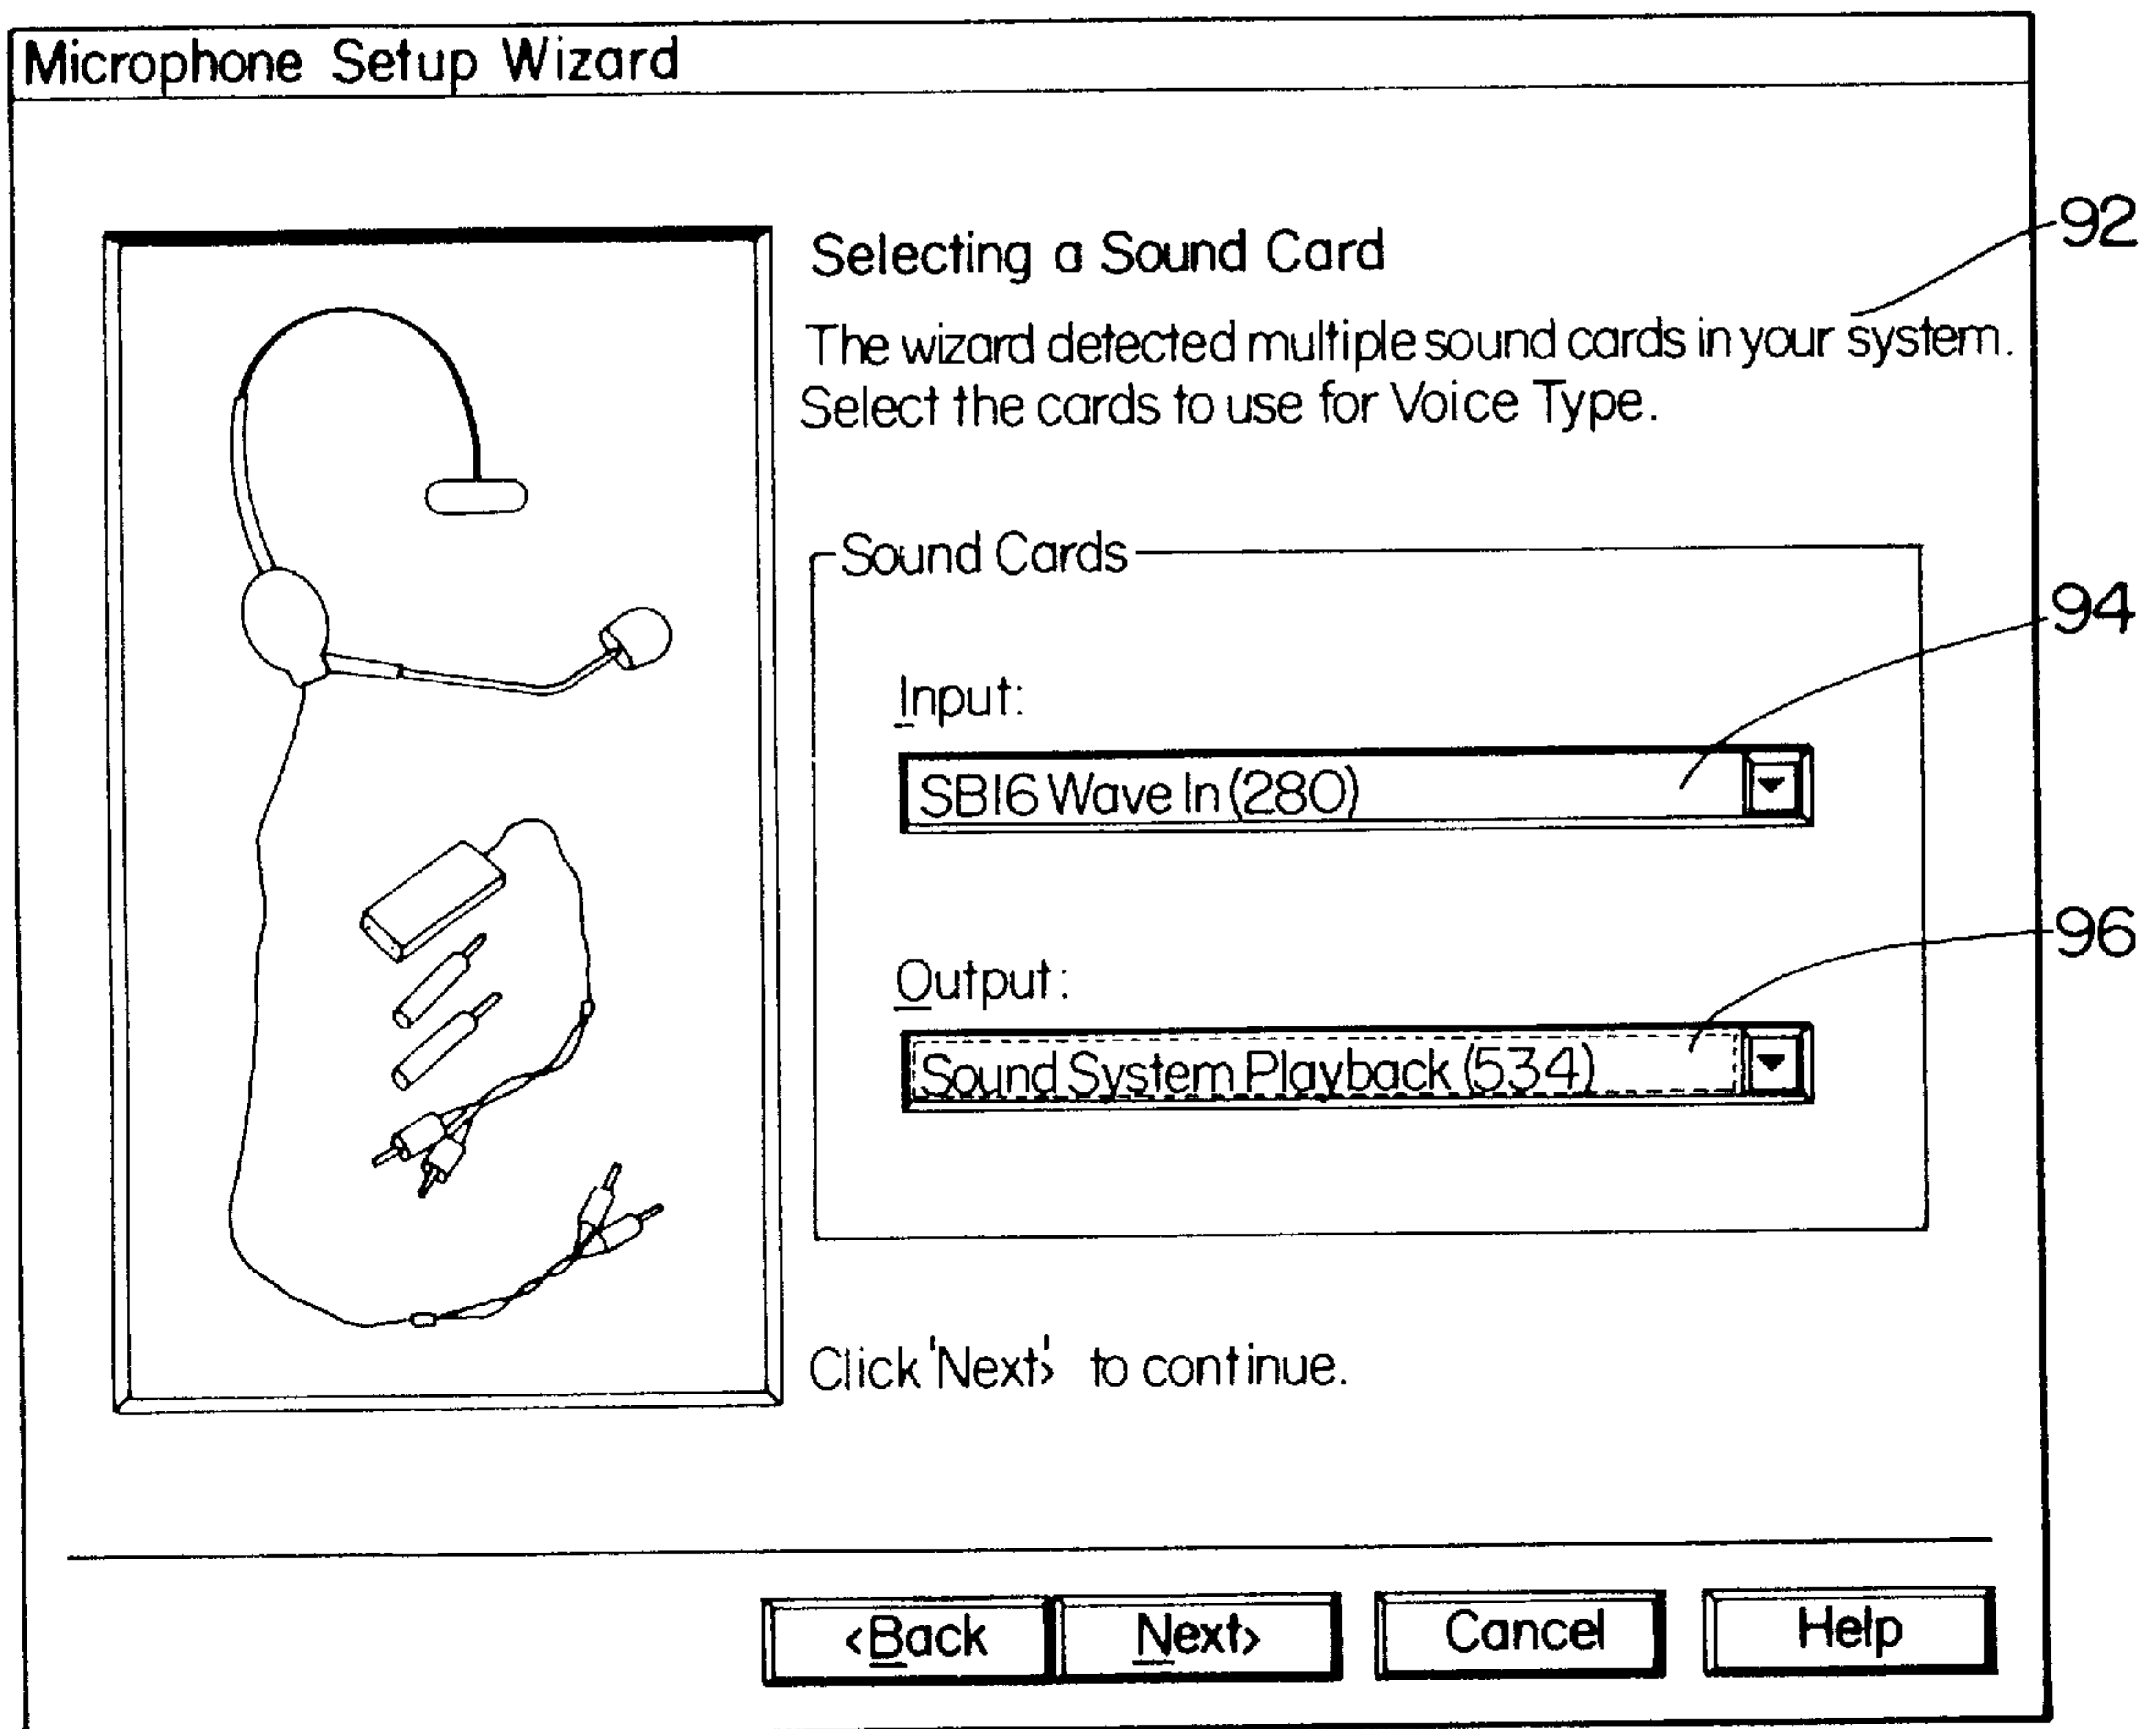 Microphone Setup Wizard
Selecting a Sound Card
92
The wizard detected multiple sound cards in your system.
Select the cards to use for Voice Type.
Sound Cards
94
Input:
SB16 Wave In (280)
96
Output:
Sound System Playback (534)
Click 'Next>' to continue.
<Back Next> Cancel Help